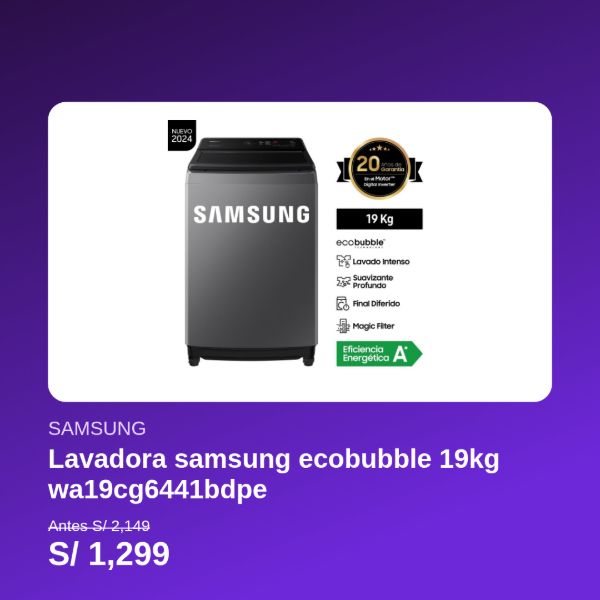 NUEVO
2024
SAMSUNG
20 Años de
Garantía
En el Motor
Digital Inverter
19 Kg
ecobubble
TECHNOLOGY
Lavado Intenso
Suavizante
Profundo
Final Diferido
Magic Filter
Eficiencia
Energética A+
SAMSUNG
Lavadora samsung ecobubble 19kg
wa19cg6441bdpe
Antes S/ 2,149
S/ 1,299